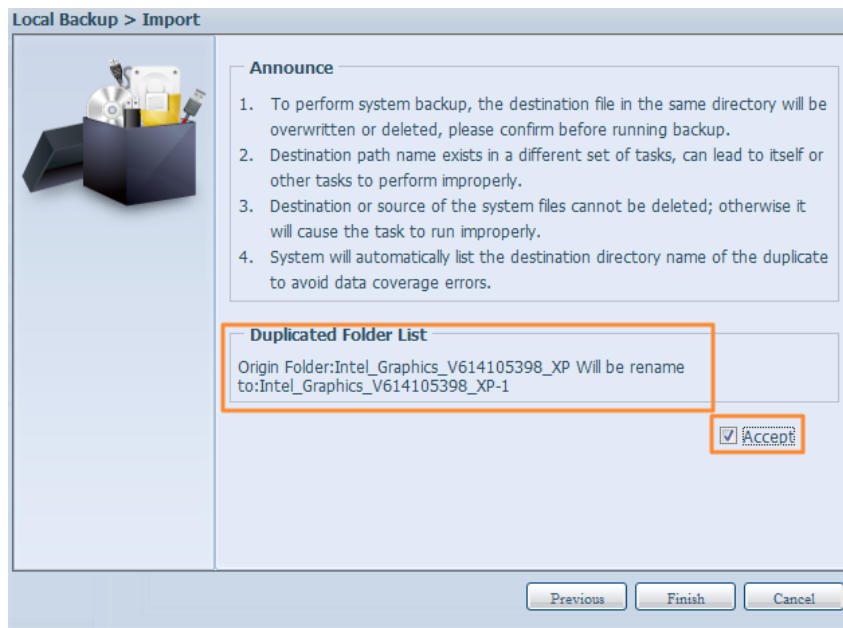 Local Backup > Import
Announce
1. To perform system backup, the destination file in the same directory will be
overwritten or deleted, please confirm before running backup.
2. Destination path name exists in a different set of tasks, can lead to itself or
other tasks to perform improperly.
3. Destination or source of the system files cannot be deleted; otherwise it
will cause the task to run improperly.
4. System will automatically list the destination directory name of the duplicate
to avoid data coverage errors.
Duplicated Folder List
Origin Folder:Intel_Graphics_V614105398_XP Will be rename
to:Intel_Graphics_V614105398_XP-1
Accept
Previous Finish Cancel